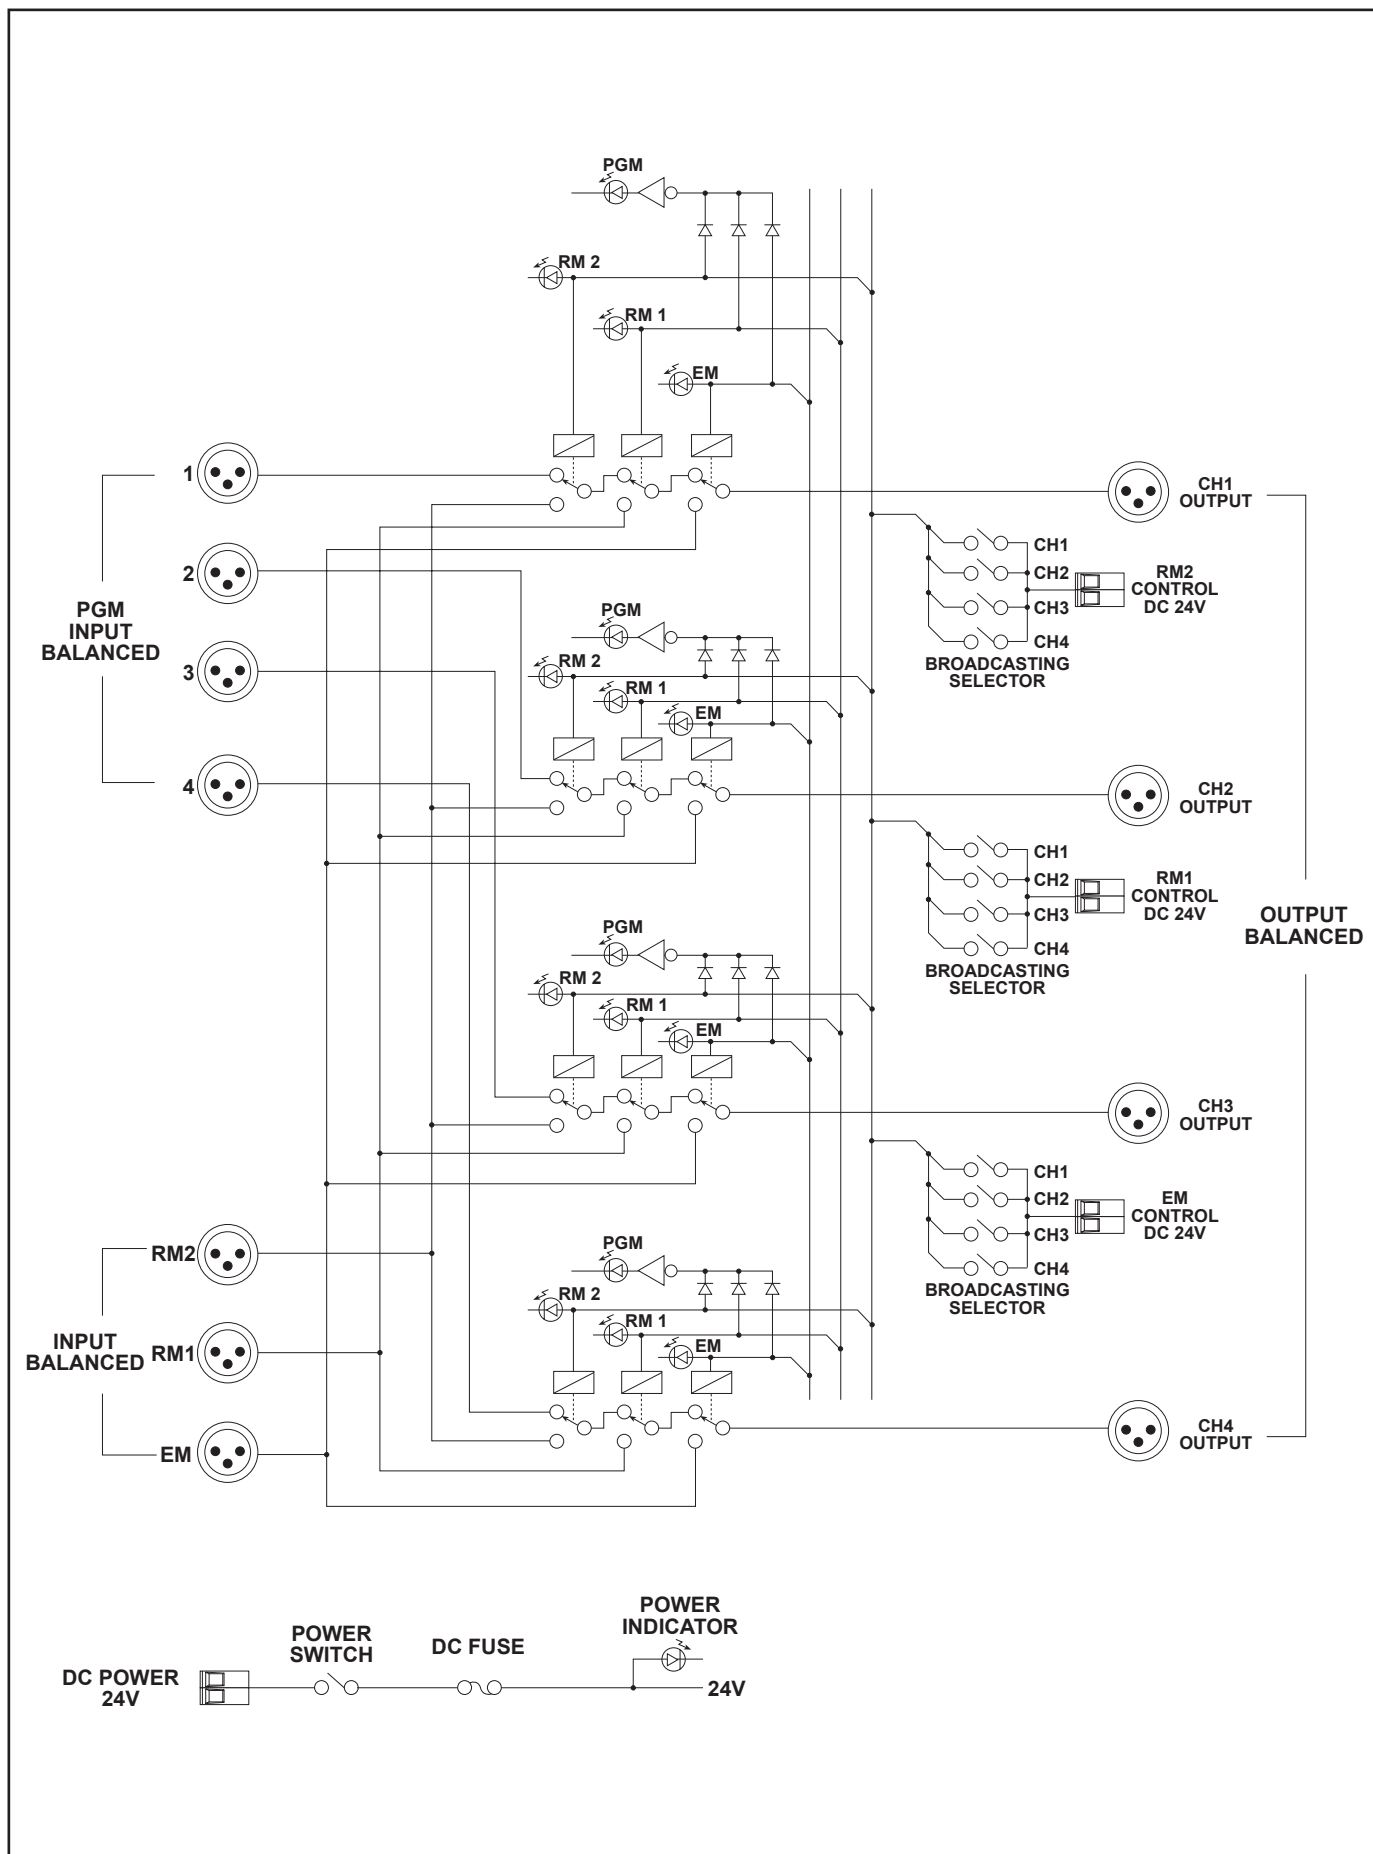 PGM
RM 2
RM 1
EM
1
CH1
OUTPUT
2
CH1
CH2
CH3
CH4
RM2
CONTROL
DC 24V
BROADCASTING
SELECTOR
PGM
INPUT
BALANCED
3
PGM
RM 2
RM 1
EM
4
CH2
OUTPUT
CH1
CH2
CH3
CH4
RM1
CONTROL
DC 24V
BROADCASTING
SELECTOR
OUTPUT
BALANCED
PGM
RM 2
RM 1
EM
CH3
OUTPUT
CH1
CH2
CH3
CH4
EM
CONTROL
DC 24V
BROADCASTING
SELECTOR
RM2
PGM
RM 2
RM 1
EM
INPUT
BALANCED
RM1
EM
CH4
OUTPUT
POWER
INDICATOR
POWER
SWITCH
DC FUSE
DC POWER
24V
24V